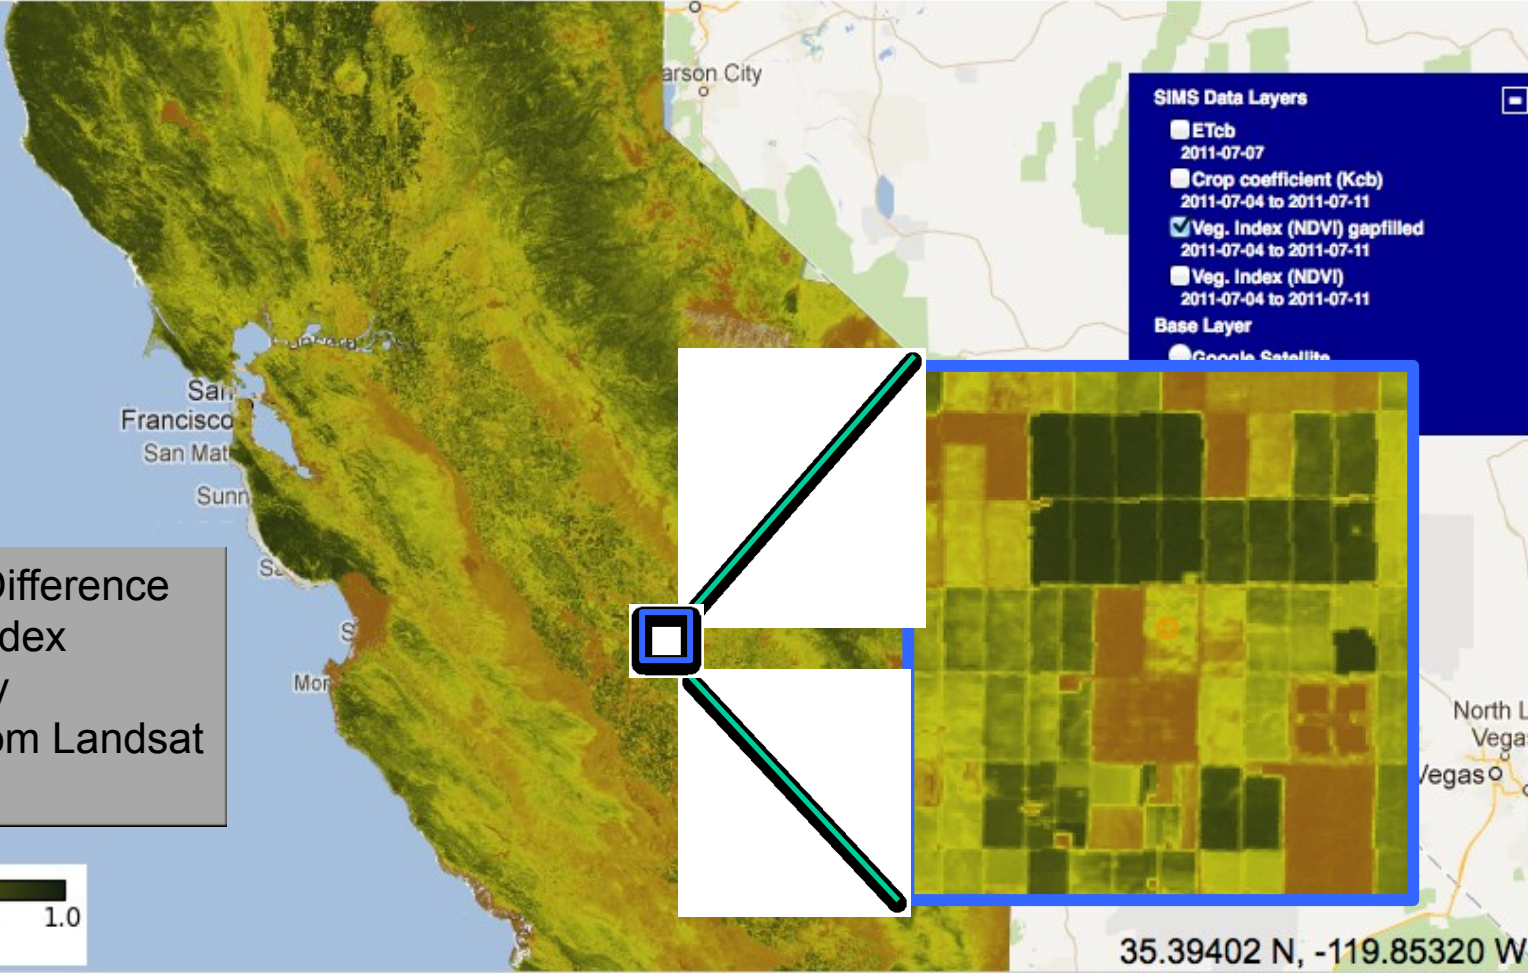 arson City
SIMS Data Layers
ETcb
2011-07-07
Crop coefficient (Kcb)
2011-07-04 to 2011-07-11
Veg. Index (NDVI) gapfilled
2011-07-04 to 2011-07-11
Veg. Index (NDVI)
2011-07-04 to 2011-07-11
Base Layer
Google Satellite
San
Francisco
San Mat
Sunn
Sa
S
Mor
Difference
dex
y
om Landsat
1.0
North L
Vega
Vegas
35.39402 N, -119.85320 W